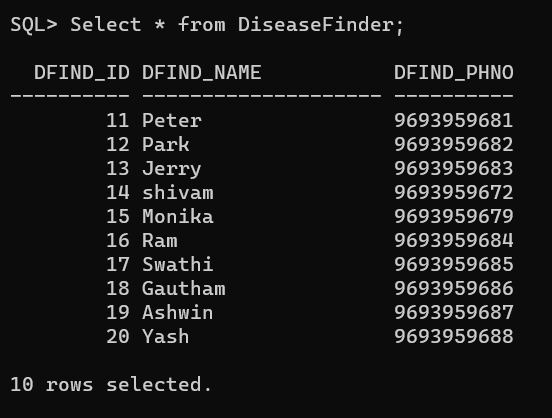 SQL> Select * from DiseaseFinder;
DFIND_ID DFIND_NAME DFIND_PHNO
---------- -------------------- ----------
11 Peter 9693959681
12 Park 9693959682
13 Jerry 9693959683
14 shivam 9693959672
15 Monika 9693959679
16 Ram 9693959684
17 Swathi 9693959685
18 Gautham 9693959686
19 Ashwin 9693959687
20 Yash 9693959688
10 rows selected.